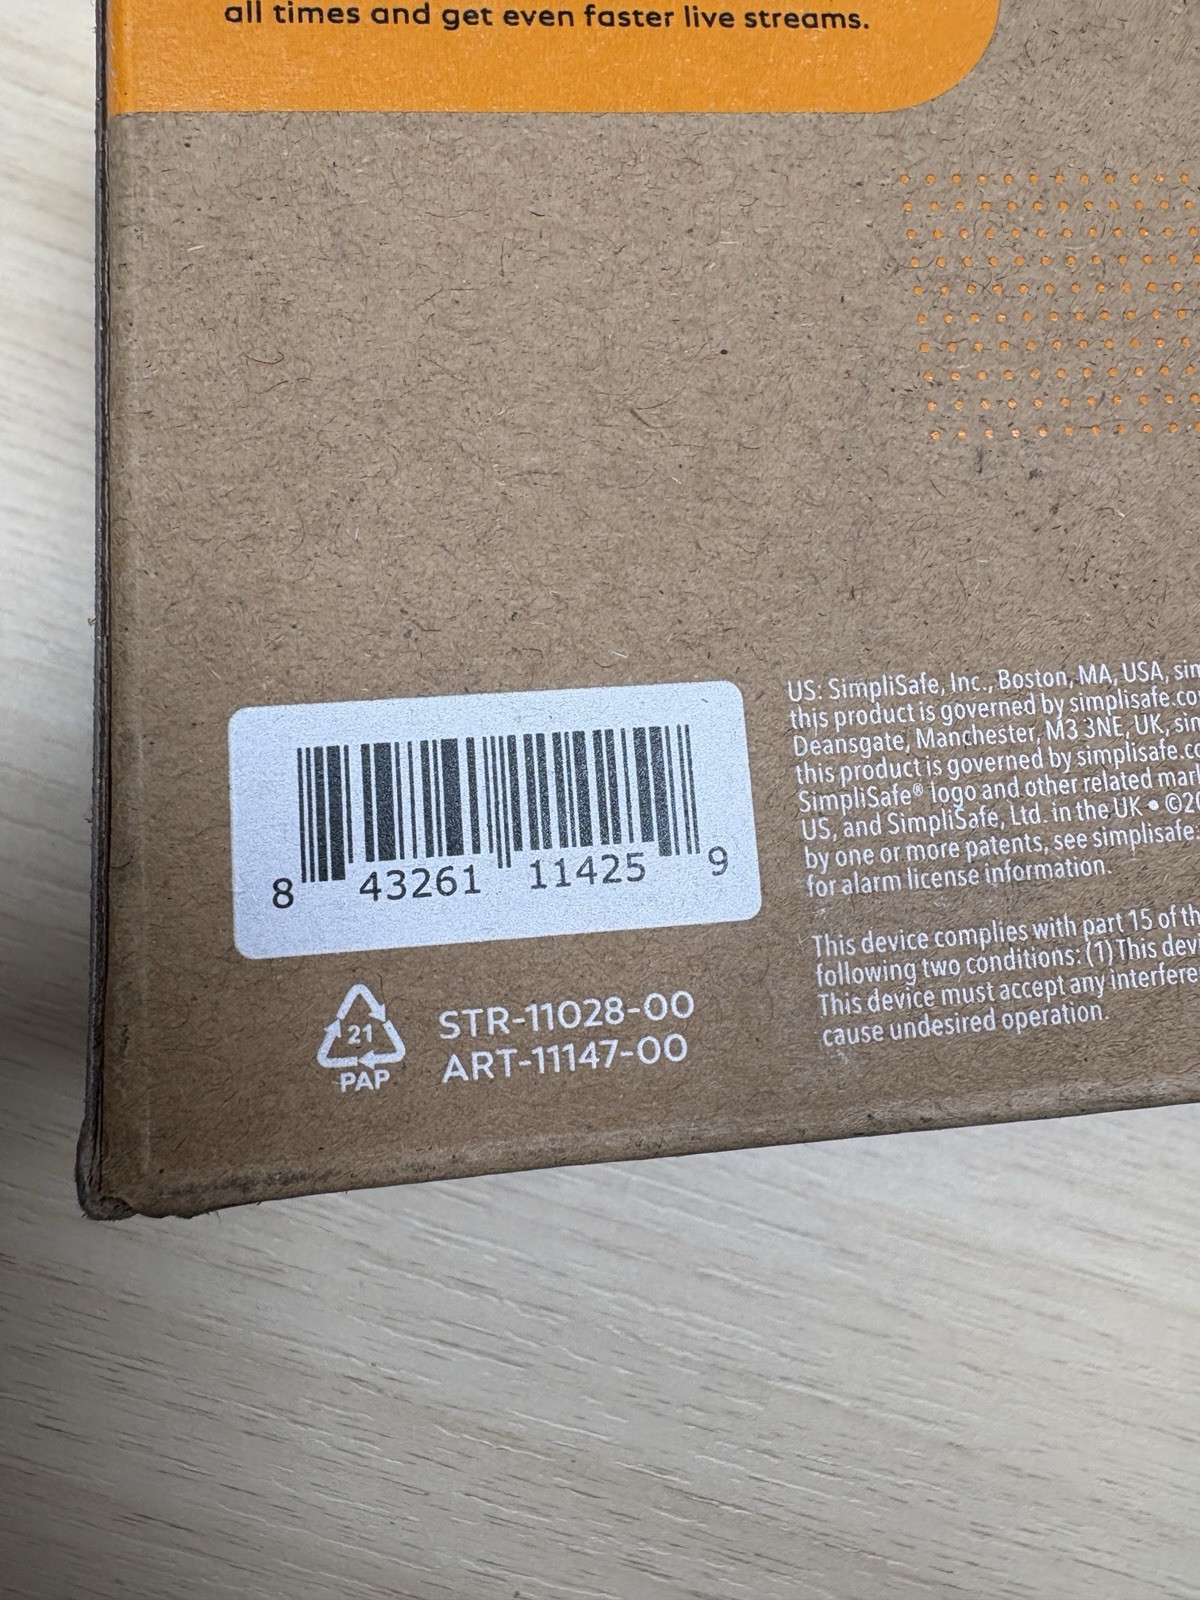 all times and get even faster live streams.
8 43261 11425 9
21
PAP
STR-11028-00
ART-11147-00
US: SimpliSafe, Inc., Boston, MA, USA,
this product is governed by
Deansgate, Manchester, M3 3NE, UK,
this product is governed by
SimpliSafe® logo and other related
US, and SimpliSafe, Ltd. in the UK •
by one or more patents, see
for alarm license information.
This device complies with part 15 of
following two conditions: (1) This
This device must accept any
cause undesired operation.